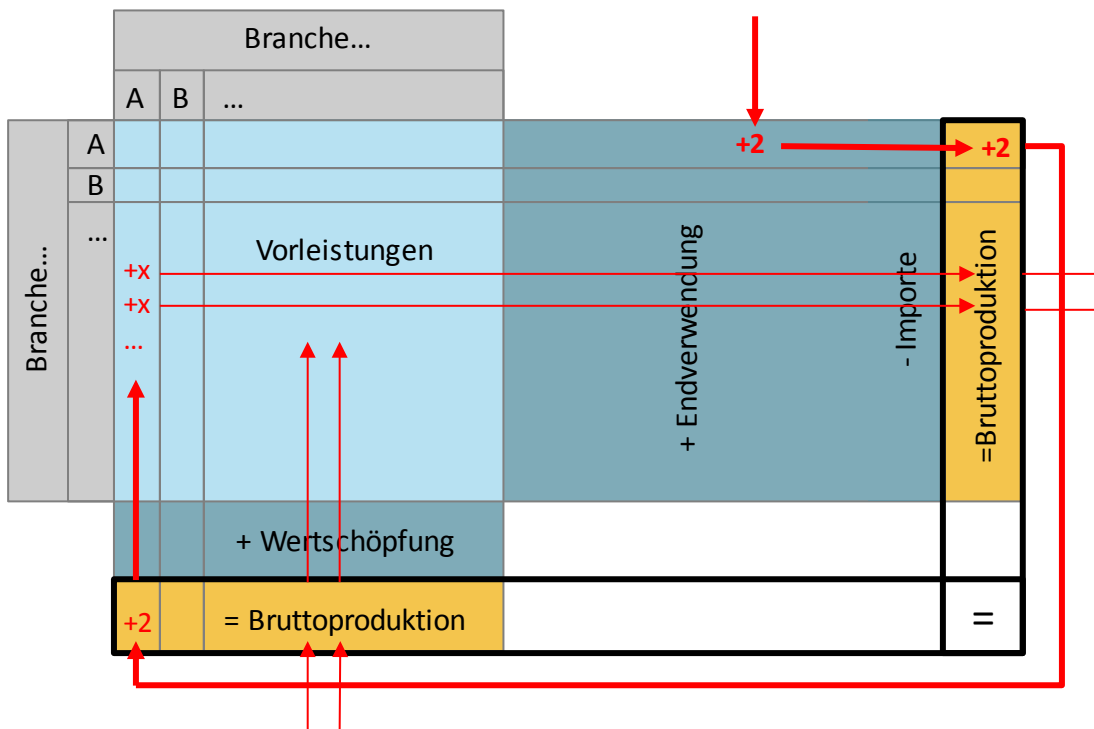 Branche...
A B ...
Branche...
A +2 +2
B
...
Vorleistungen
+x
+x
...
+ Endverwendung
- Importe
=Bruttoproduktion
+ Wertschöpfung
+2 = Bruttoproduktion =